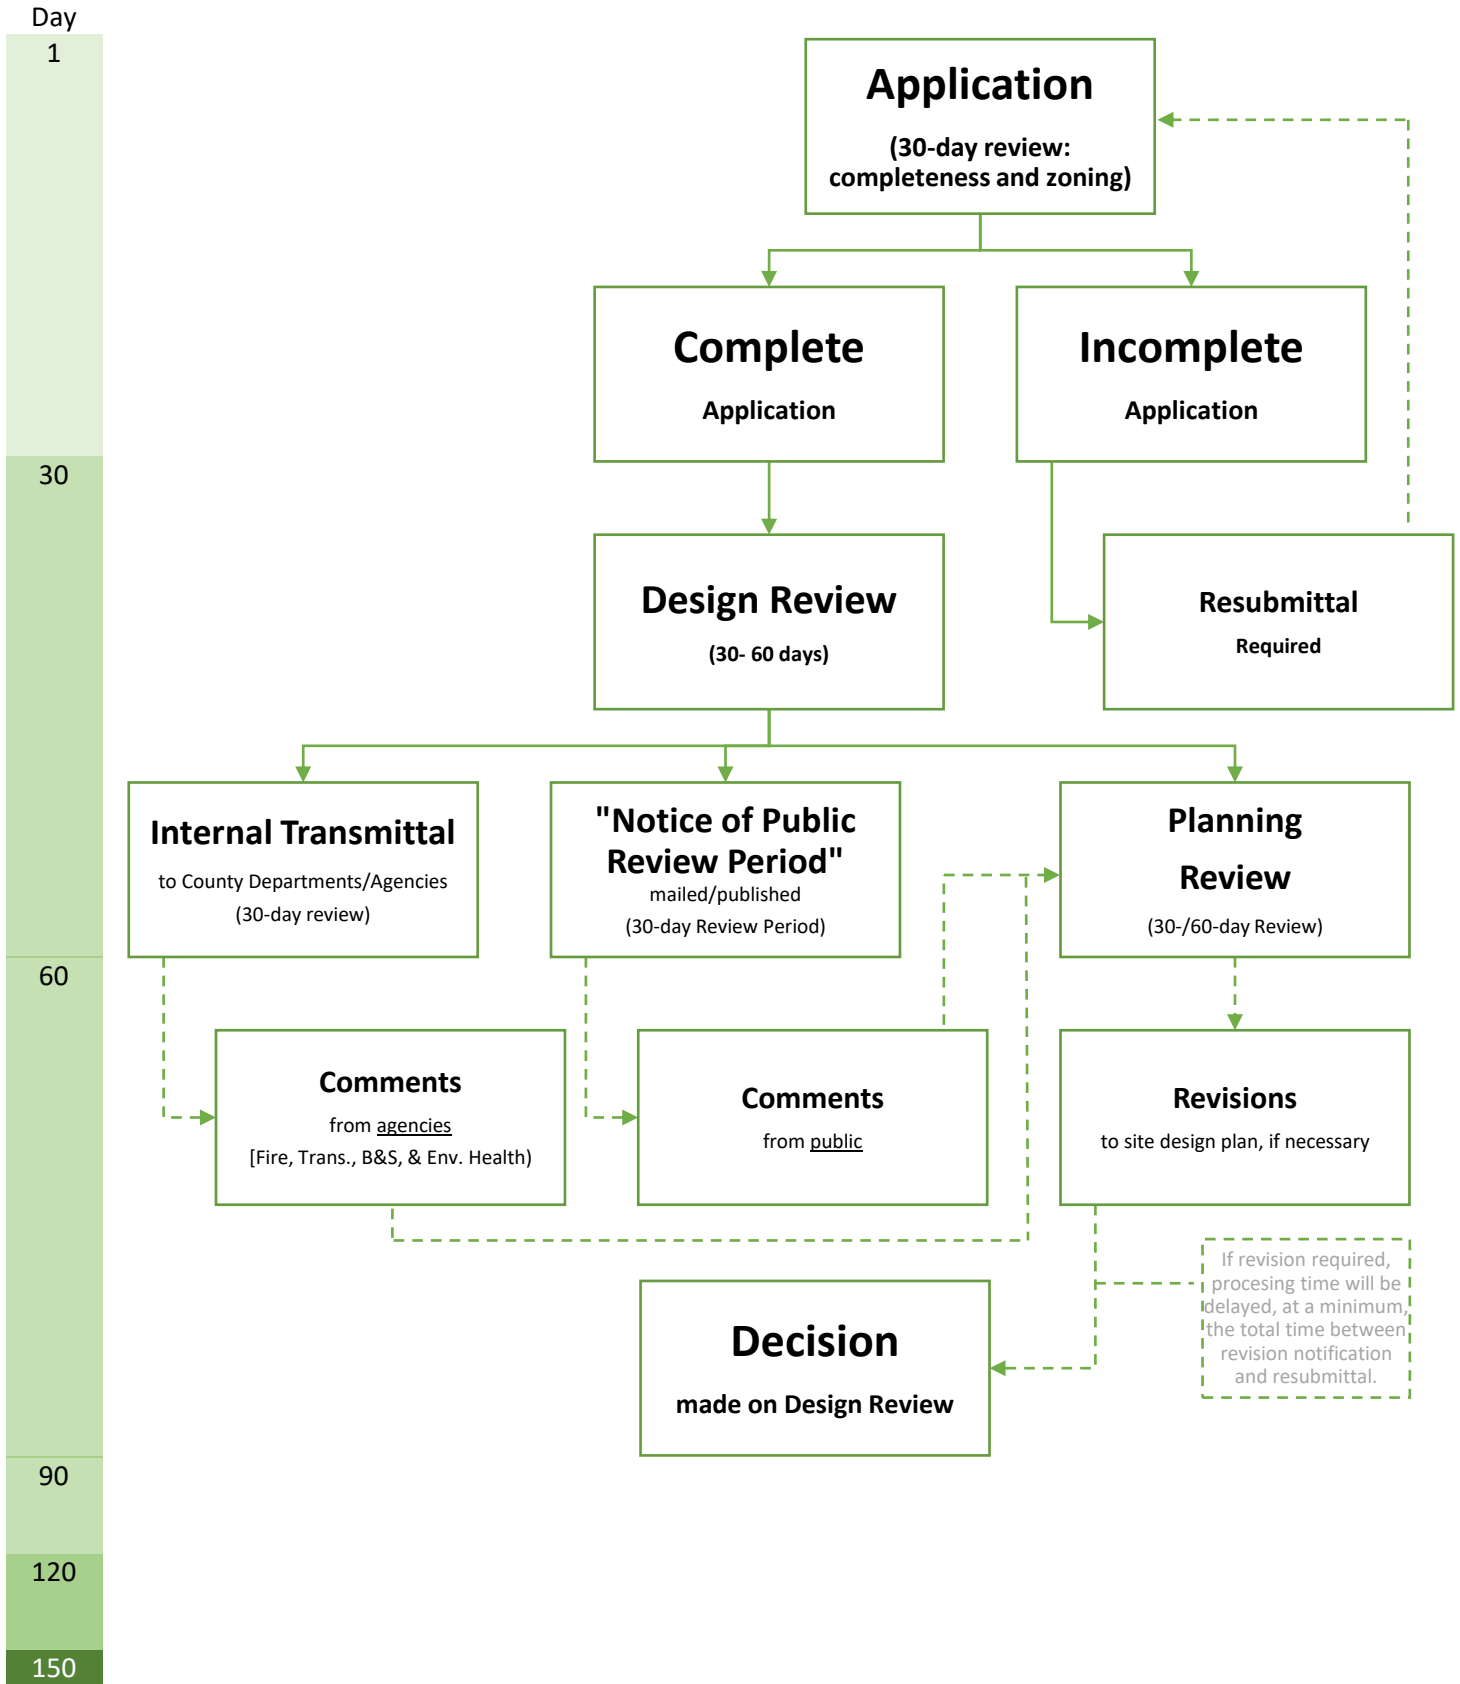 Day
1
Application
(30-day review:
completeness and zoning)
Complete
Application
Incomplete
Application
30
Design Review
(30- 60 days)
Resubmittal
Required
Internal Transmittal
to County Departments/Agencies
(30-day review)
"Notice of Public
Review Period"
mailed/published
(30-day Review Period)
Planning
Review
(30-/60-day Review)
60
Comments
from agencies
[Fire, Trans., B&S, & Env. Health)
Comments
from public
Revisions
to site design plan, if necessary
If revision required,
procesing time will be
delayed, at a minimum,
the total time between
revision notification
and resubmittal.
Decision
made on Design Review
90
120
150